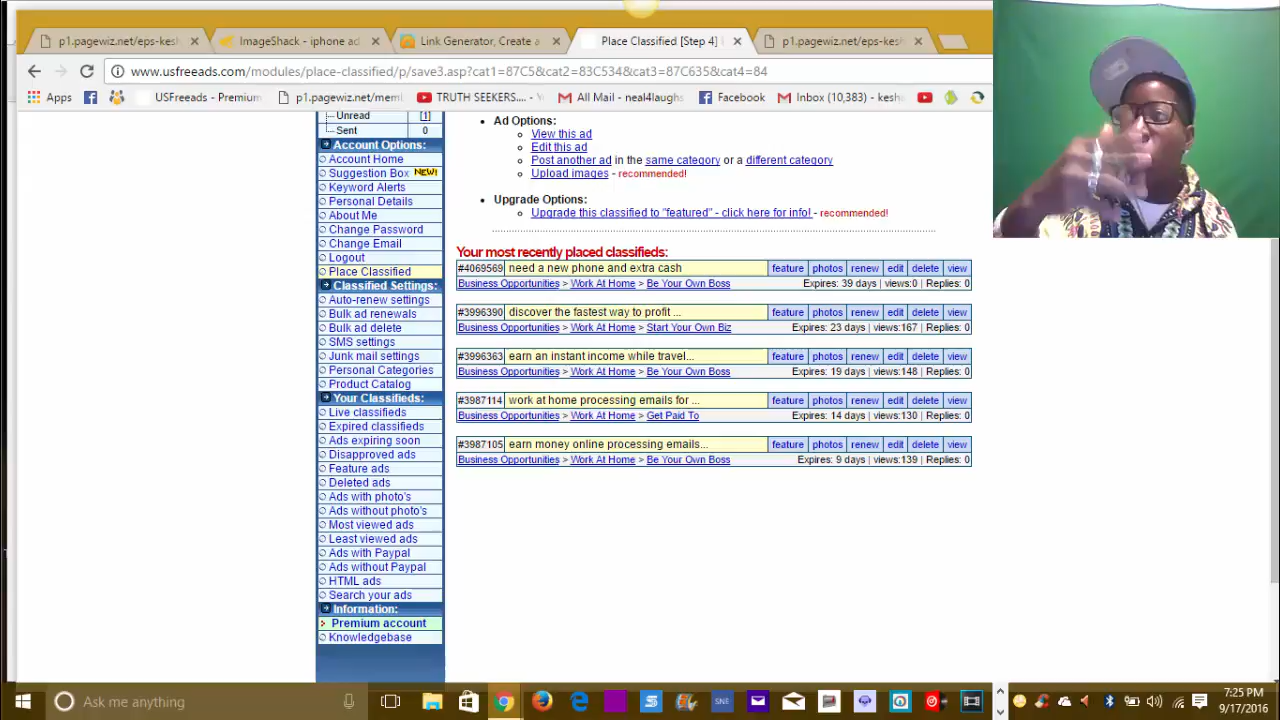 p1.pagewiz.net/eps-kesh
ImageShack - iphone ad
Link Generator, Create a
Place Classified [Step 4]
p1.pagewiz.net/eps-kesh
www.usfreeads.com/modules/place-classified/p/save3.asp?cat1=87C5&cat2=83C534&cat3=87C635&cat4=84
Apps
USFreeads - Premium
p1.pagewiz.net/meml
TRUTH SEEKERS.... - Y
All Mail - neal4laughs
Facebook
Inbox (10,383) - kesha
Unread [1]
Sent 0
Account Options:
Account Home
Suggestion Box NEW!
Keyword Alerts
Personal Details
About Me
Change Password
Change Email
Logout
Place Classified
Classified Settings:
Auto-renew settings
Bulk ad renewals
Bulk ad delete
SMS settings
Junk mail settings
Personal Categories
Product Catalog
Your Classifieds:
Live classifieds
Expired classifieds
Ads expiring soon
Disapproved ads
Feature ads
Deleted ads
Ads with photo's
Ads without photo's
Most viewed ads
Least viewed ads
Ads with Paypal
Ads without Paypal
HTML ads
Search your ads
Information:
Premium account
Knowledgebase
Ad Options:
View this ad
Edit this ad
Post another ad in the same category or a different category
Upload images - recommended!
Upgrade Options:
Upgrade this classified to "featured" - click here for info! - recommended!
Your most recently placed classifieds:
#4069569 need a new phone and extra cash feature photos renew edit delete view
Business Opportunities > Work At Home > Be Your Own Boss Expires: 39 days | views:0 | Replies: 0
#3996390 discover the fastest way to profit ... feature photos renew edit delete view
Business Opportunities > Work At Home > Start Your Own Biz Expires: 23 days | views:167 | Replies: 0
#3996363 earn an instant income while travel... feature photos renew edit delete view
Business Opportunities > Work At Home > Be Your Own Boss Expires: 19 days | views:148 | Replies: 0
#3987114 work at home processing emails for ... feature photos renew edit delete view
Business Opportunities > Work At Home > Get Paid To Expires: 14 days | views:130 | Replies: 0
#3987105 earn money online processing emails... feature photos renew edit delete view
Business Opportunities > Work At Home > Be Your Own Boss Expires: 9 days | views:139 | Replies: 0
Ask me anything
SNE
7:25 PM
9/17/2016